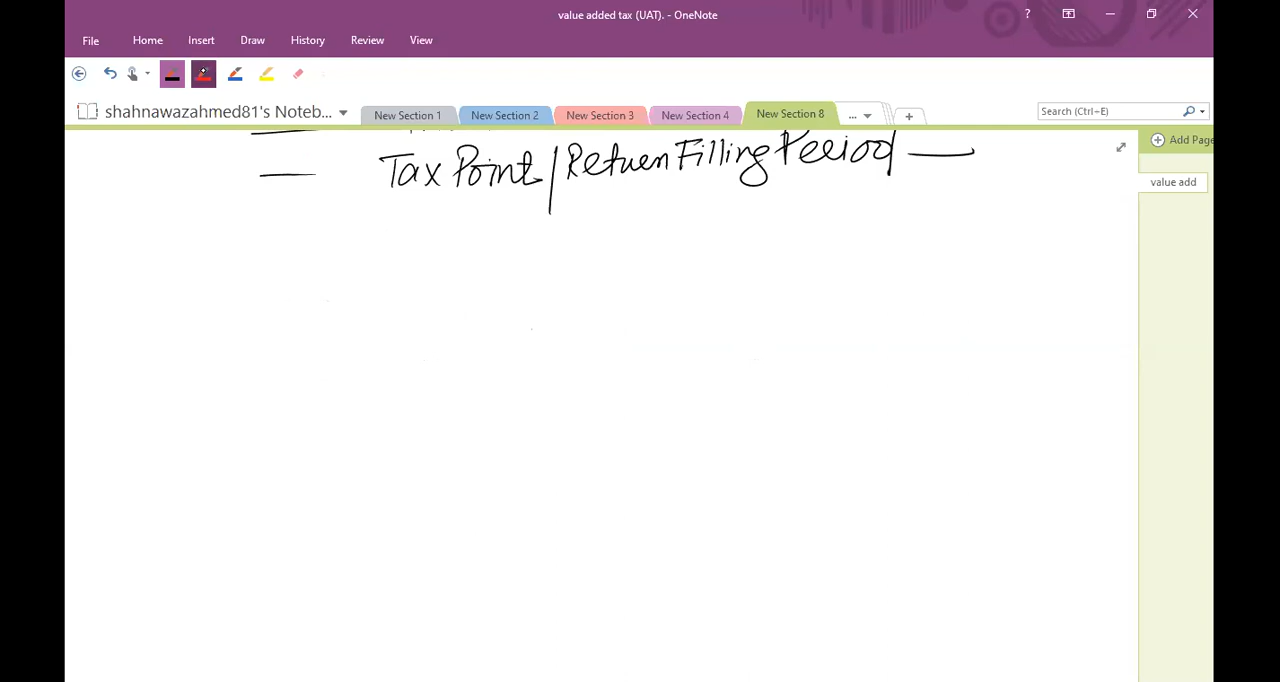 value added tax (UAT). - OneNote
?
File Home Insert Draw History Review View
shahnawazahmed81's Noteb... New Section 1 New Section 2 New Section 3 New Section 4 New Section 8 ... + Search (Ctrl+E)
Add Page
Tax Point / Return Filling Period —
value add